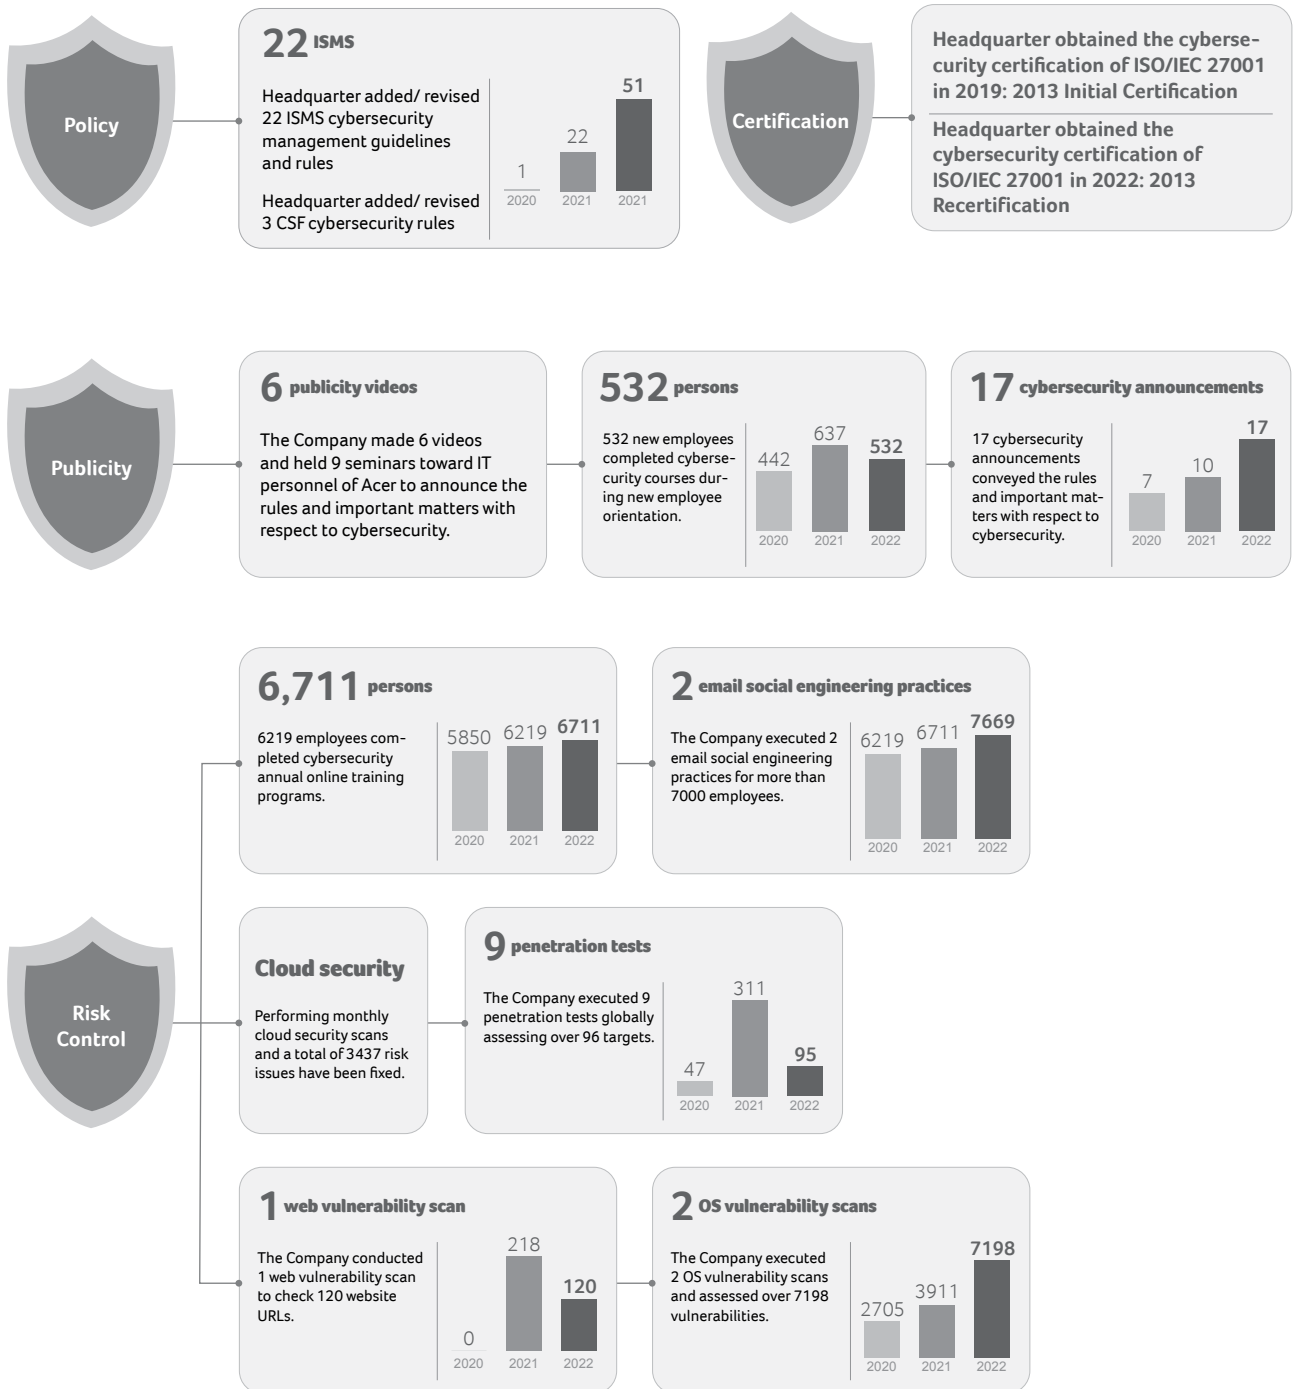 Policy
22 ISMS
Headquarter added/ revised
22 ISMS cybersecurity
management guidelines
and rules
Headquarter added/ revised
3 CSF cybersecurity rules
1
22
51
2020
2021
2021
Certification
Headquarter obtained the cyberse-
curity certification of ISO/IEC 27001
in 2019: 2013 Initial Certification
Headquarter obtained the
cybersecurity certification of
ISO/IEC 27001 in 2022: 2013
Recertification
Publicity
6 publicity videos
The Company made 6 videos
and held 9 seminars toward IT
personnel of Acer to announce the
rules and important matters with
respect to cybersecurity.
532 persons
532 new employees
completed cyberse-
curity courses dur-
ing new employee
orientation.
442
637
532
2020
2021
2022
17 cybersecurity announcements
17 cybersecurity
announcements
conveyed the rules
and important mat-
ters with respect to
cybersecurity.
7
10
17
2020
2021
2022
Risk
Control
6,711 persons
6219 employees com-
pleted cybersecurity
annual online training
programs.
5850
6219
6711
2020
2021
2022
2 email social engineering practices
The Company executed 2
email social engineering
practices for more than
7000 employees.
6219
6711
7669
2020
2021
2022
Cloud security
Performing monthly
cloud security scans
and a total of 3437 risk
issues have been fixed.
9 penetration tests
The Company executed 9
penetration tests globally
assessing over 96 targets.
47
311
95
2020
2021
2022
1 web vulnerability scan
The Company conducted
1 web vulnerability scan
to check 120 website
URLs.
0
218
120
2020
2021
2022
2 OS vulnerability scans
The Company executed
2 OS vulnerability scans
and assessed over 7198
vulnerabilities.
2705
3911
7198
2020
2021
2022